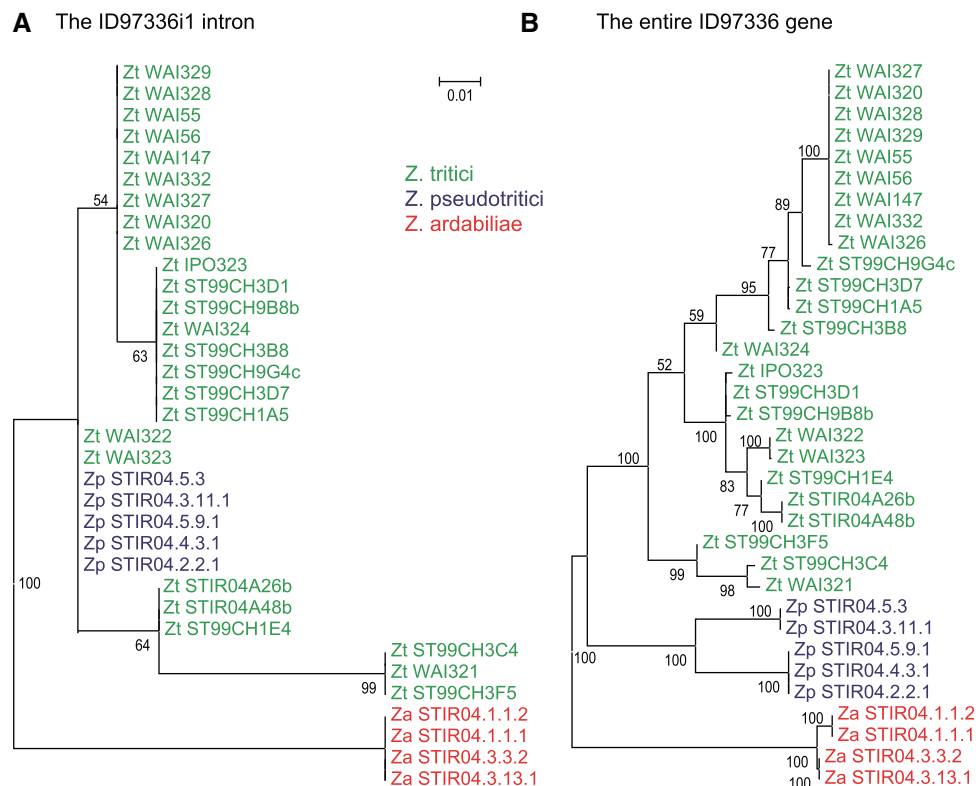 A The ID97336i1 intron
Zt WAI329
Zt WAI328
Zt WAI55
Zt WAI56
Zt WAI147
Zt WAI332
54
Zt WAI327
Zt WAI320
Zt WAI326
Zt IPO323
Zt ST99CH3D1
Zt ST99CH9B8b
Zt WAI324
63
Zt ST99CH3B8
Zt ST99CH9G4c
Zt ST99CH3D7
Zt ST99CH1A5
Zt WAI322
Zt WAI323
Zp STIR04.5.3
Zp STIR04.3.11.1
Zp STIR04.5.9.1
Zp STIR04.4.3.1
Zp STIR04.2.2.1
100
Zt STIR04A26b
Zt STIR04A48b
Zt ST99CH1E4
64
Zt ST99CH3C4
Zt WAI321
99
Zt ST99CH3F5
Za STIR04.1.1.2
Za STIR04.1.1.1
Za STIR04.3.3.2
Za STIR04.3.13.1
0.01
Z. tritici
Z. pseudotritici
Z. ardabiliae
B The entire ID97336 gene
Zt WAI327
Zt WAI320
Zt WAI328
Zt WAI329
100
Zt WAI55
Zt WAI56
Zt WAI147
89
Zt WAI332
Zt WAI326
77
Zt ST99CH9G4c
95
Zt ST99CH3D7
Zt ST99CH1A5
59
Zt ST99CH3B8
Zt WAI324
52
Zt IPO323
Zt ST99CH3D1
Zt ST99CH9B8b
100
100
Zt WAI322
Zt WAI323
100
83
Zt ST99CH1E4
77
Zt STIR04A26b
100
Zt STIR04A48b
Zt ST99CH3F5
99
Zt ST99CH3C4
98
Zt WAI321
100
Zp STIR04.5.3
Zp STIR04.3.11.1
100
100
Zp STIR04.5.9.1
Zp STIR04.4.3.1
100
Zp STIR04.2.2.1
100
Za STIR04.1.1.2
Za STIR04.1.1.1
100
Za STIR04.3.3.2
100
Za STIR04.3.13.1